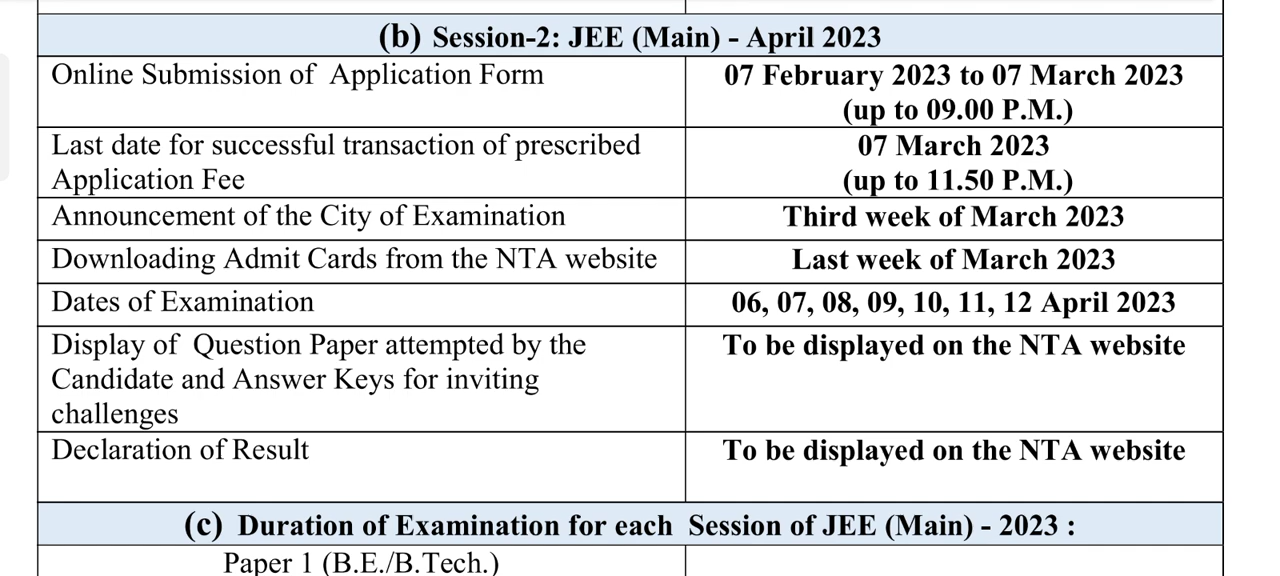 (b) Session-2: JEE (Main) - April 2023
Online Submission of Application Form
07 February 2023 to 07 March 2023
(up to 09.00 P.M.)
Last date for successful transaction of prescribed
Application Fee
07 March 2023
(up to 11.50 P.M.)
Announcement of the City of Examination
Third week of March 2023
Downloading Admit Cards from the NTA website
Last week of March 2023
Dates of Examination
06, 07, 08, 09, 10, 11, 12 April 2023
Display of Question Paper attempted by the
Candidate and Answer Keys for inviting
challenges
To be displayed on the NTA website
Declaration of Result
To be displayed on the NTA website
(c) Duration of Examination for each Session of JEE (Main) - 2023 :
Paper 1 (B.E./B.Tech.)